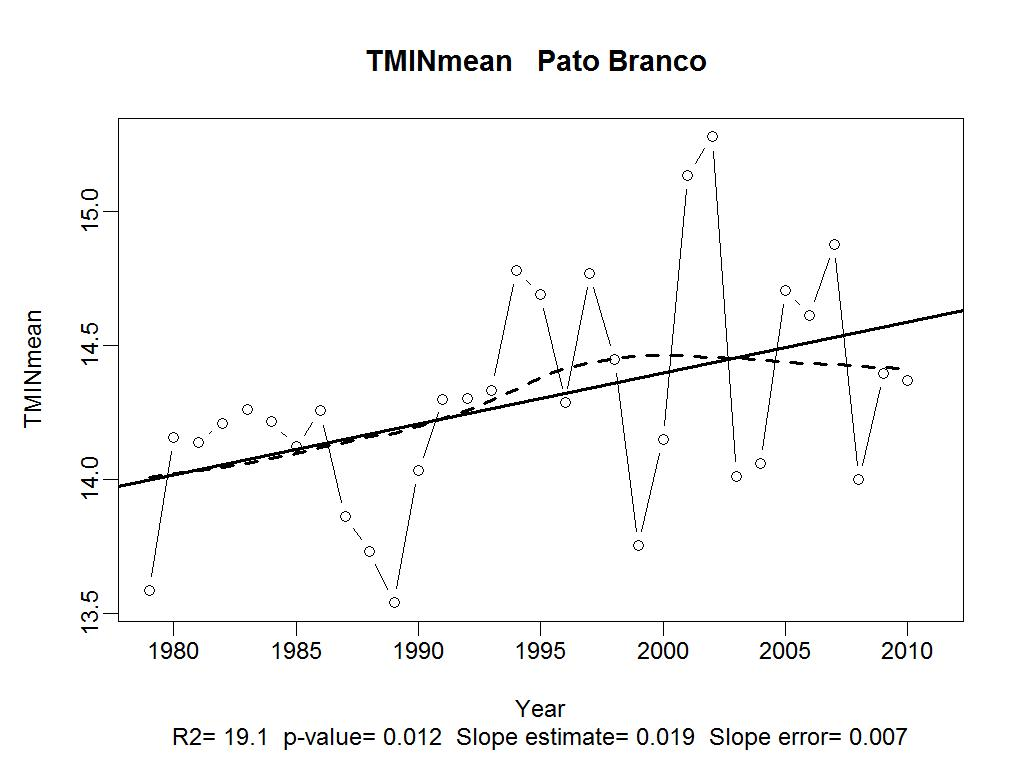 TMINmean   Pato Branco
TMINmean
15.0
14.5
14.0
13.5
1980 1985 1990 1995 2000 2005 2010
Year
R2= 19.1  p-value= 0.012  Slope estimate= 0.019  Slope error= 0.007